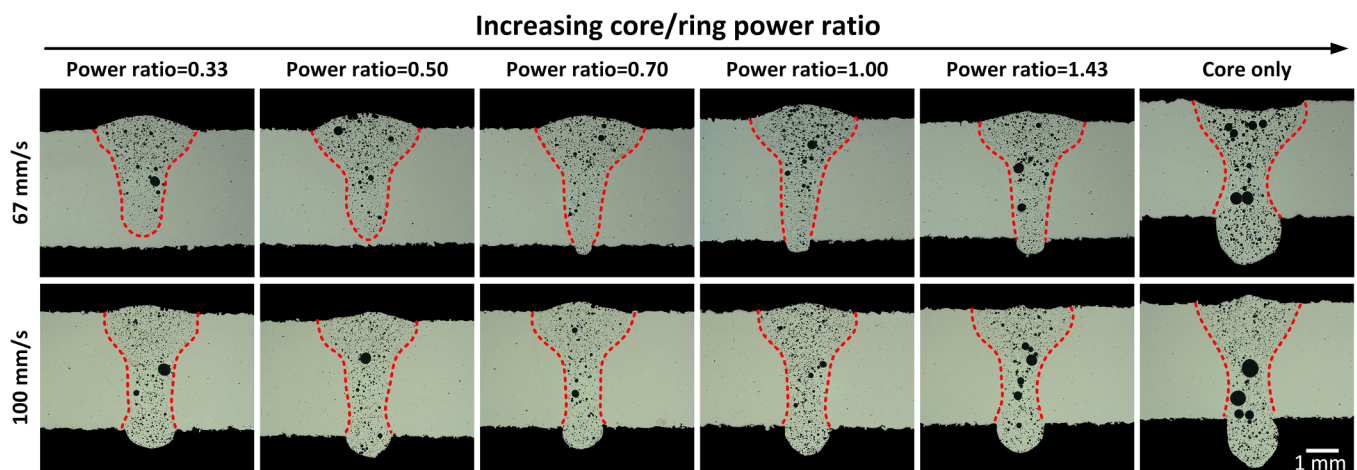 Increasing core/ring power ratio
Power ratio=0.33
Power ratio=0.50
Power ratio=0.70
Power ratio=1.00
Power ratio=1.43
Core only
67 mm/s
100 mm/s
1 mm